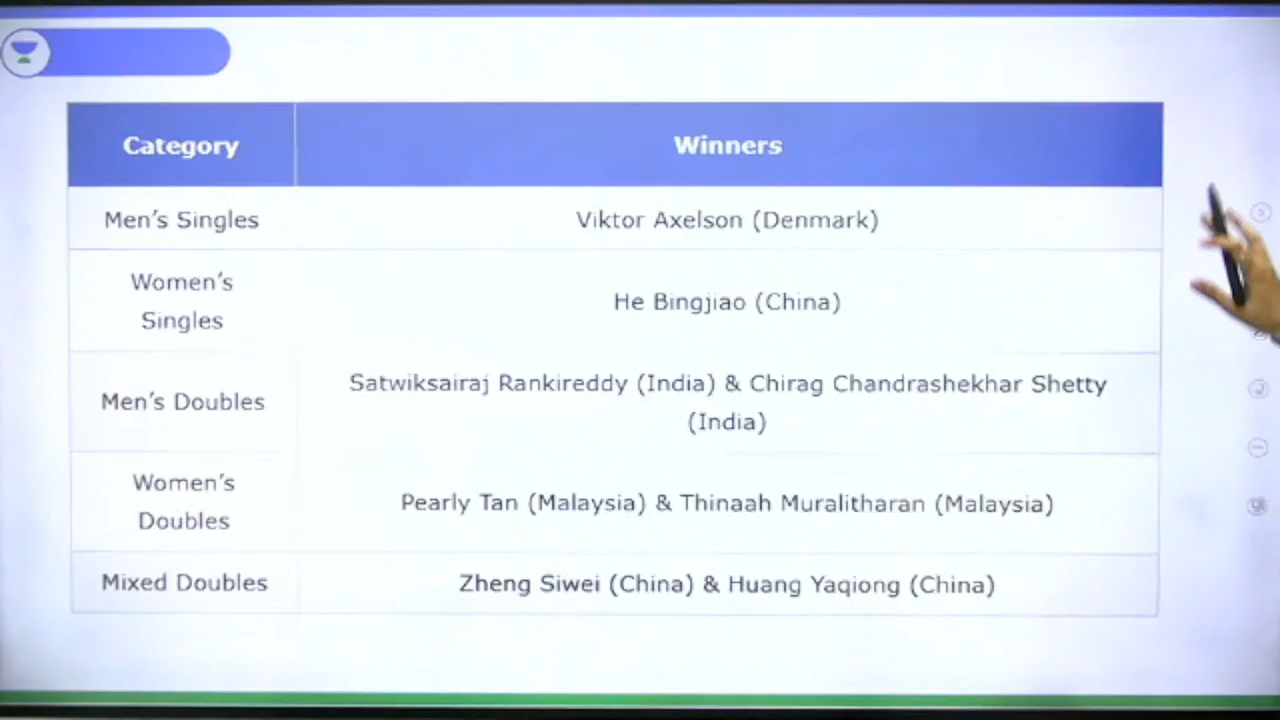 Category Winners
Men's Singles Viktor Axelson (Denmark)
Women's
Singles He Bingjiao (China)
Men's Doubles Satwiksairaj Rankireddy (India) & Chirag Chandrashekhar Shetty
(India)
Women's
Doubles Pearly Tan (Malaysia) & Thinaah Muralitharan (Malaysia)
Mixed Doubles Zheng Siwei (China) & Huang Yaqiong (China)